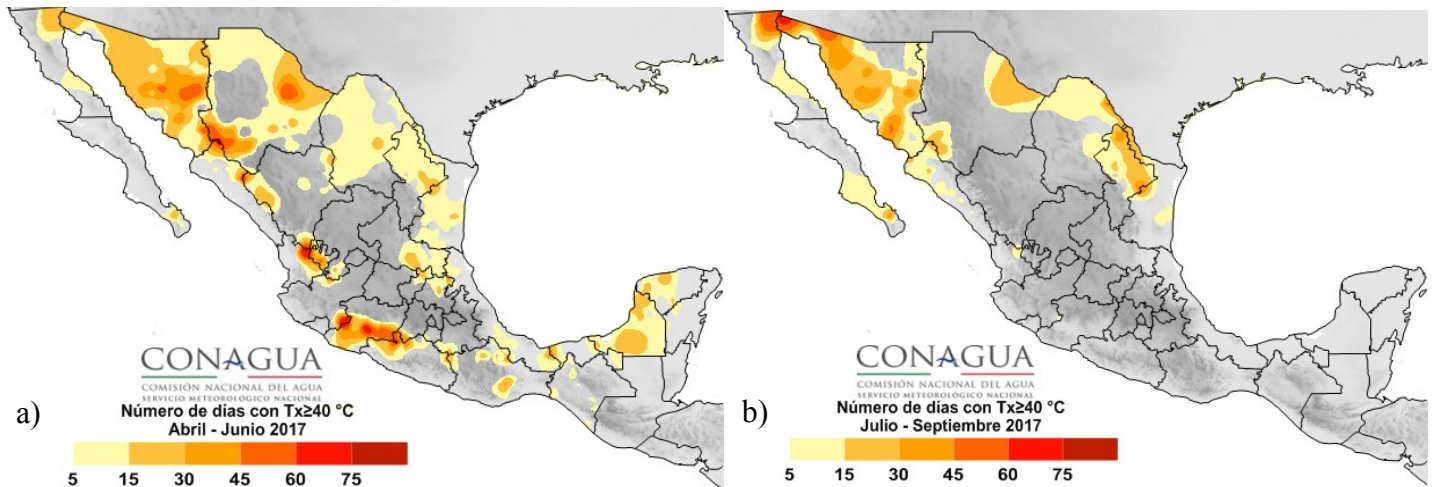 CONAGUA
COMISIÓN NACIONAL DEL AGUA
SERVICIO METEOROLÓGICO NACIONAL
a)
Número de días con Tx≥40 °C
Abril - Junio 2017
5 15 30 45 60 75
CONAGUA
COMISIÓN NACIONAL DEL AGUA
SERVICIO METEOROLÓGICO NACIONAL
b)
Número de días con Tx≥40 °C
Julio - Septiembre 2017
5 15 30 45 60 75